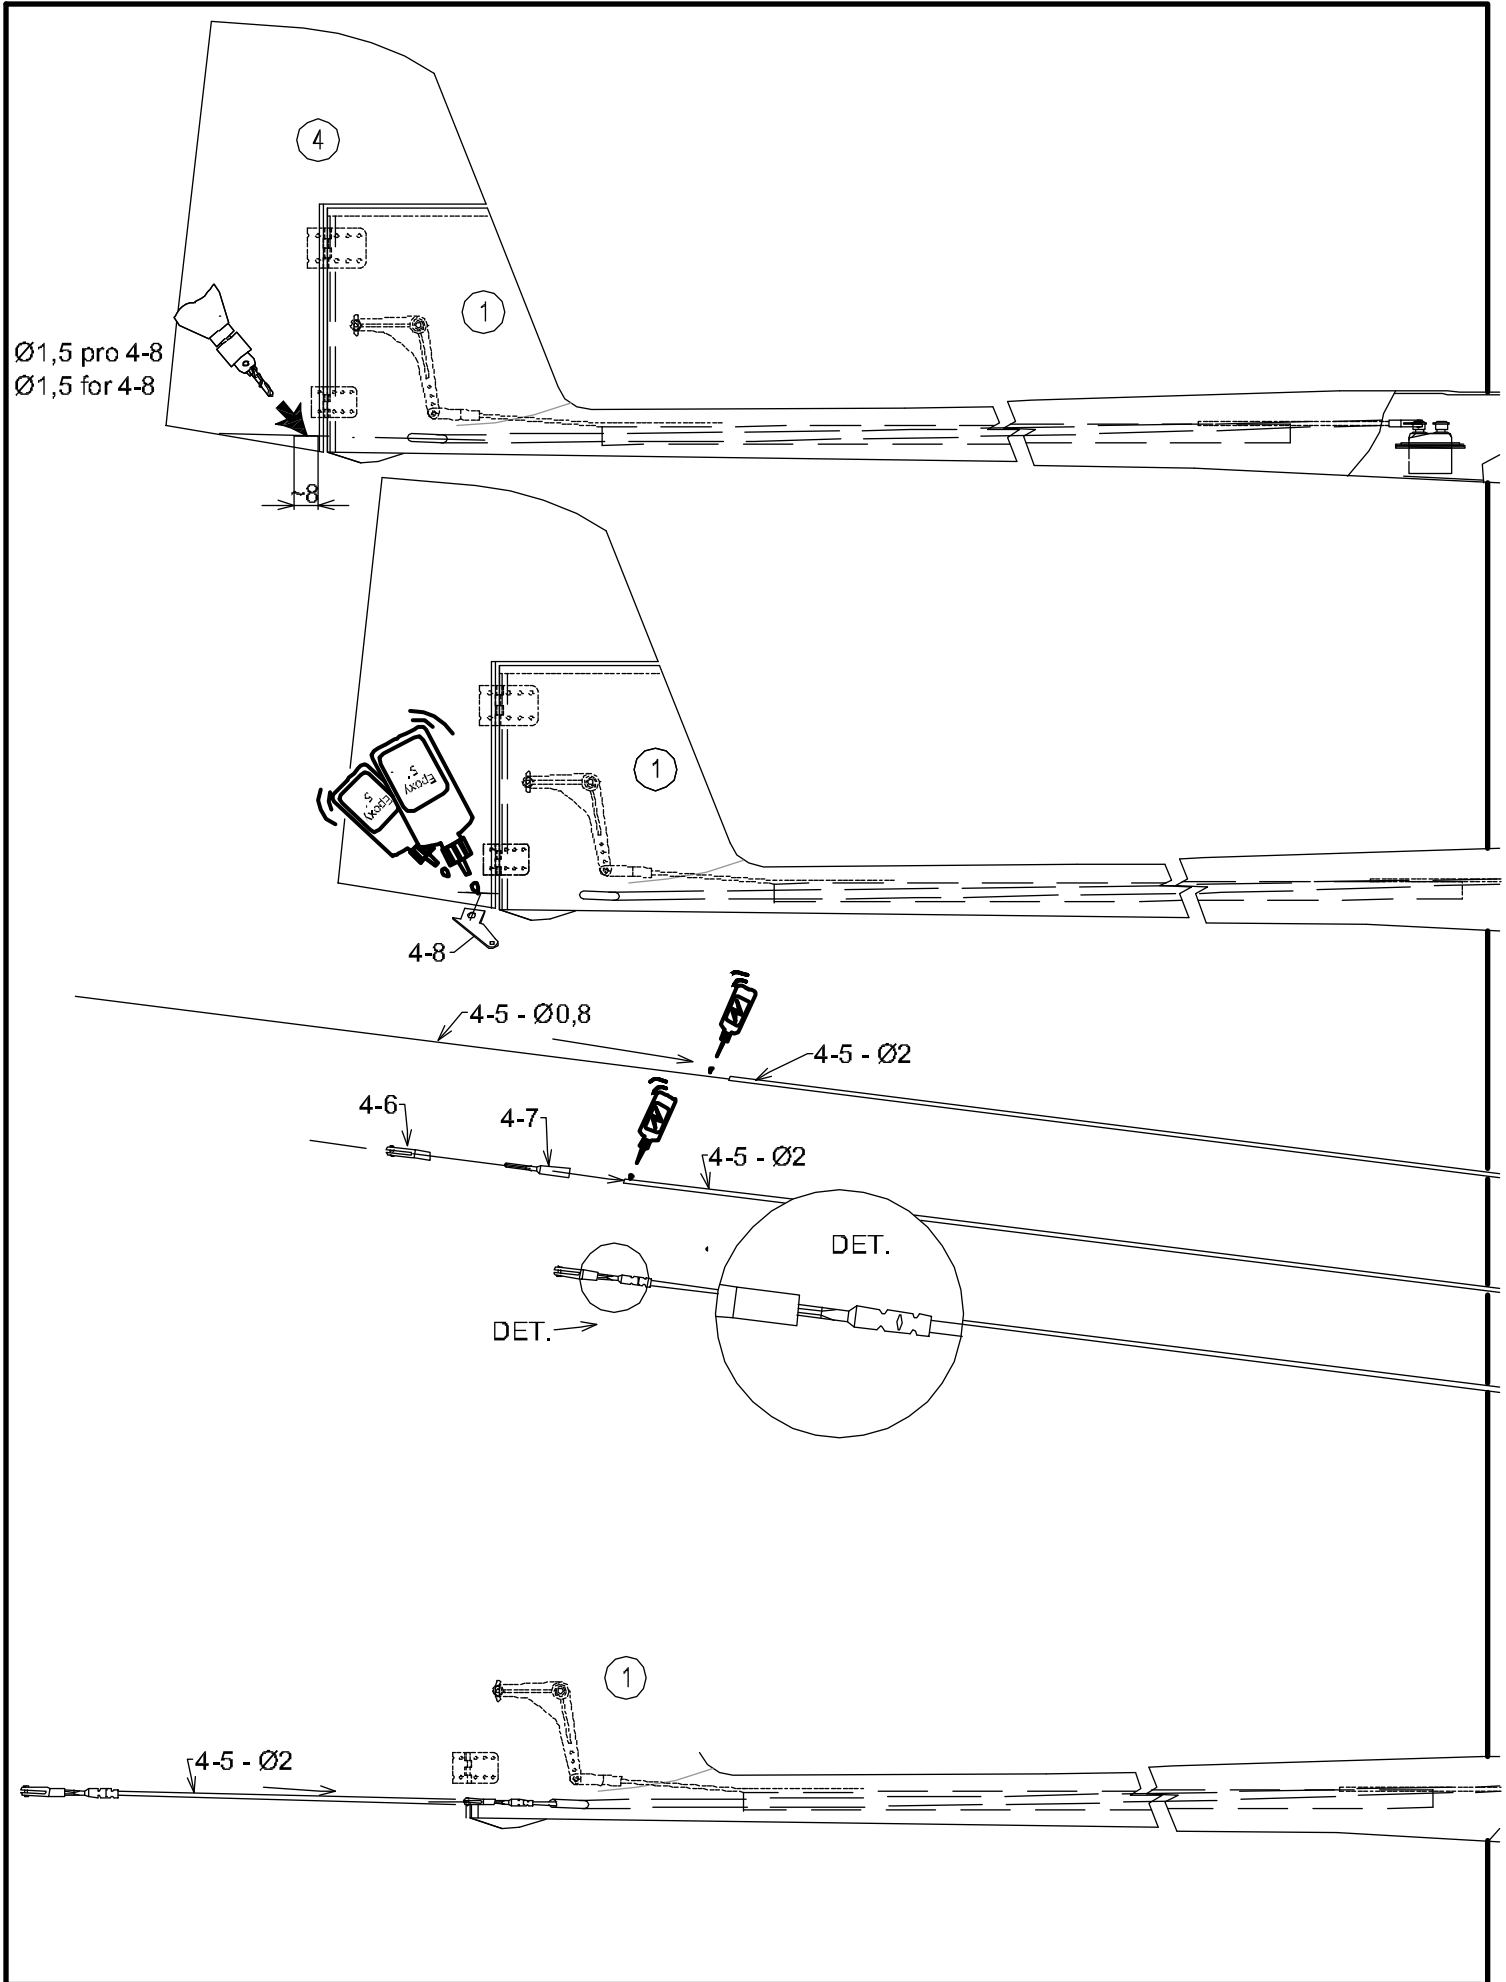 4
1
Ø1,5 pro 4-8
Ø1,5 for 4-8
~8
1
Epoxy 5'
Epoxy 5'
4-8
4-5 - Ø0,8
4-5 - Ø2
4-6
4-7
4-5 - Ø2
DET.
DET.
1
4-5 - Ø2